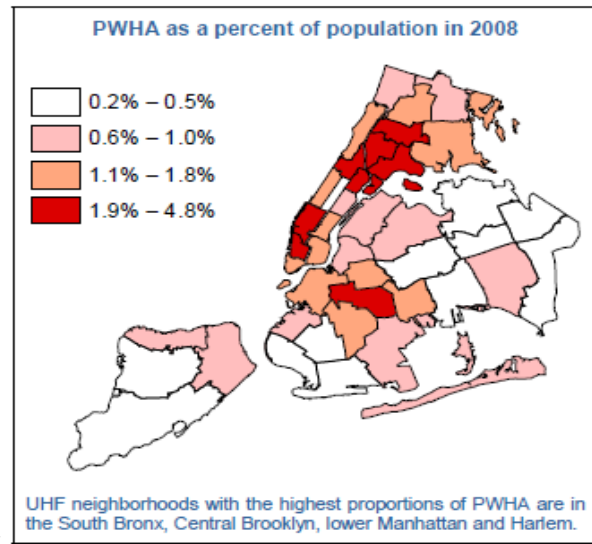 PWHA as a percent of population in 2008
0.2% – 0.5%
0.6% – 1.0%
1.1% – 1.8%
1.9% – 4.8%
UHF neighborhoods with the highest proportions of PWHA are in
the South Bronx, Central Brooklyn, lower Manhattan and Harlem.